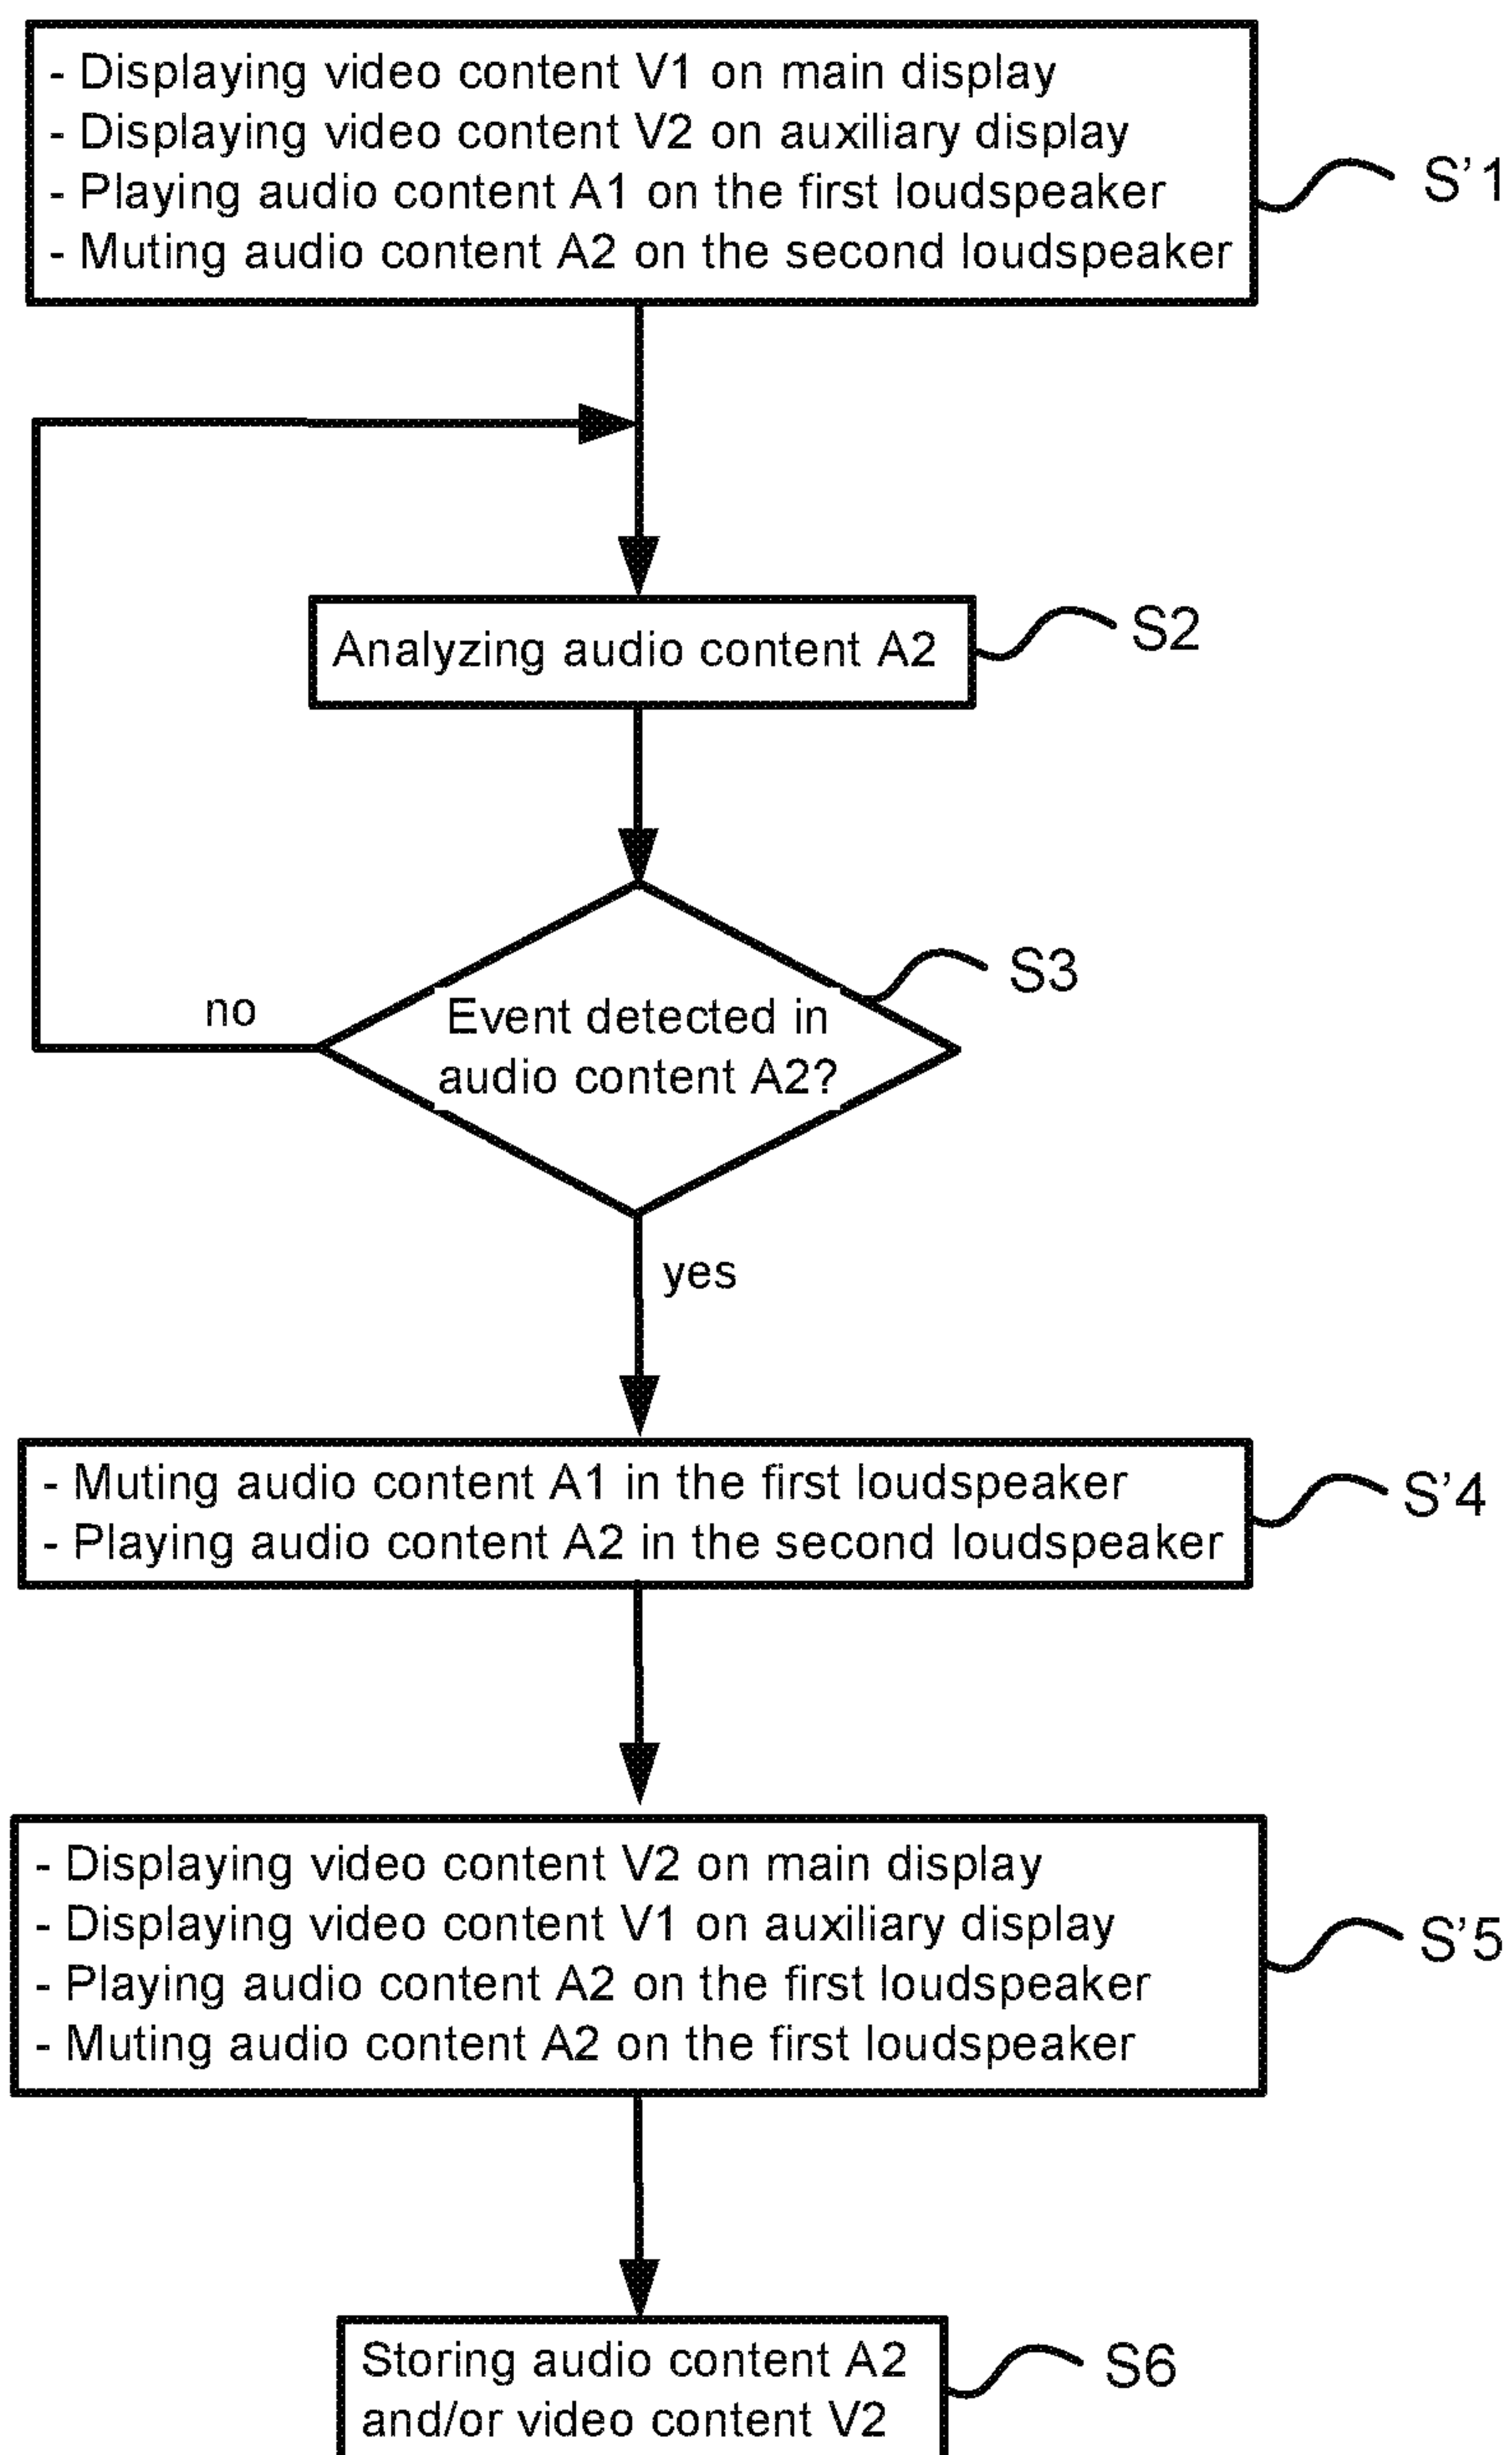 - Displaying video content V1 on main display
- Displaying video content V2 on auxiliary display
- Playing audio content A1 on the first loudspeaker
- Muting audio content A2 on the second loudspeaker
S'1
Analyzing audio content A2
S2
Event detected in
audio content A2?
S3
no
yes
- Muting audio content A1 in the first loudspeaker
- Playing audio content A2 in the second loudspeaker
S'4
- Displaying video content V2 on main display
- Displaying video content V1 on auxiliary display
- Playing audio content A2 on the first loudspeaker
- Muting audio content A2 on the first loudspeaker
S'5
Storing audio content A2
and/or video content V2
S6